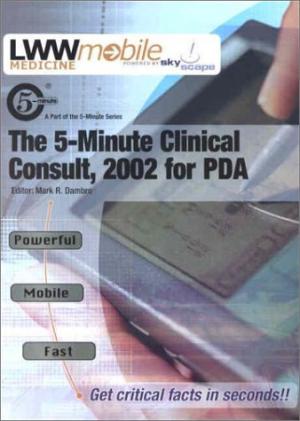 LWWmobile
MEDICINE POWERED BY skyscape
5-minute
A Part of the 5-Minute Series
The 5-Minute Clinical
Consult, 2002 for PDA
Editor: Mark R. Dambro
Powerful
Mobile
Fast
Get critical facts in seconds!!